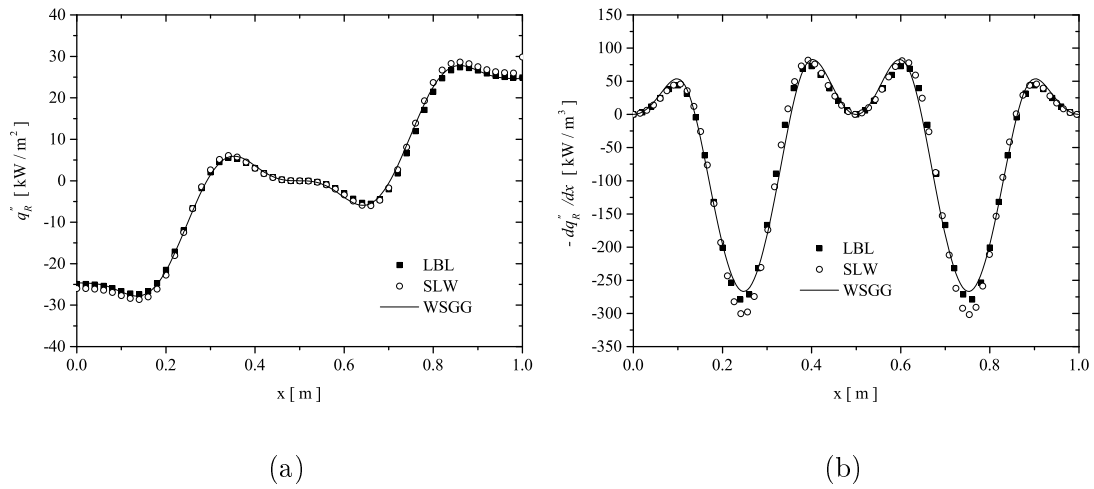 40
30
20
10
0
-10
-20
-30
-40
q″R [ kW / m²]
LBL
SLW
WSGG
0.0 0.2 0.4 0.6 0.8 1.0
x [ m ]
(a)
150
100
50
0
-50
-100
-150
-200
-250
-300
-350
- dq″R /dx [ kW / m³]
LBL
SLW
WSGG
0.0 0.2 0.4 0.6 0.8 1.0
x [ m ]
(b)